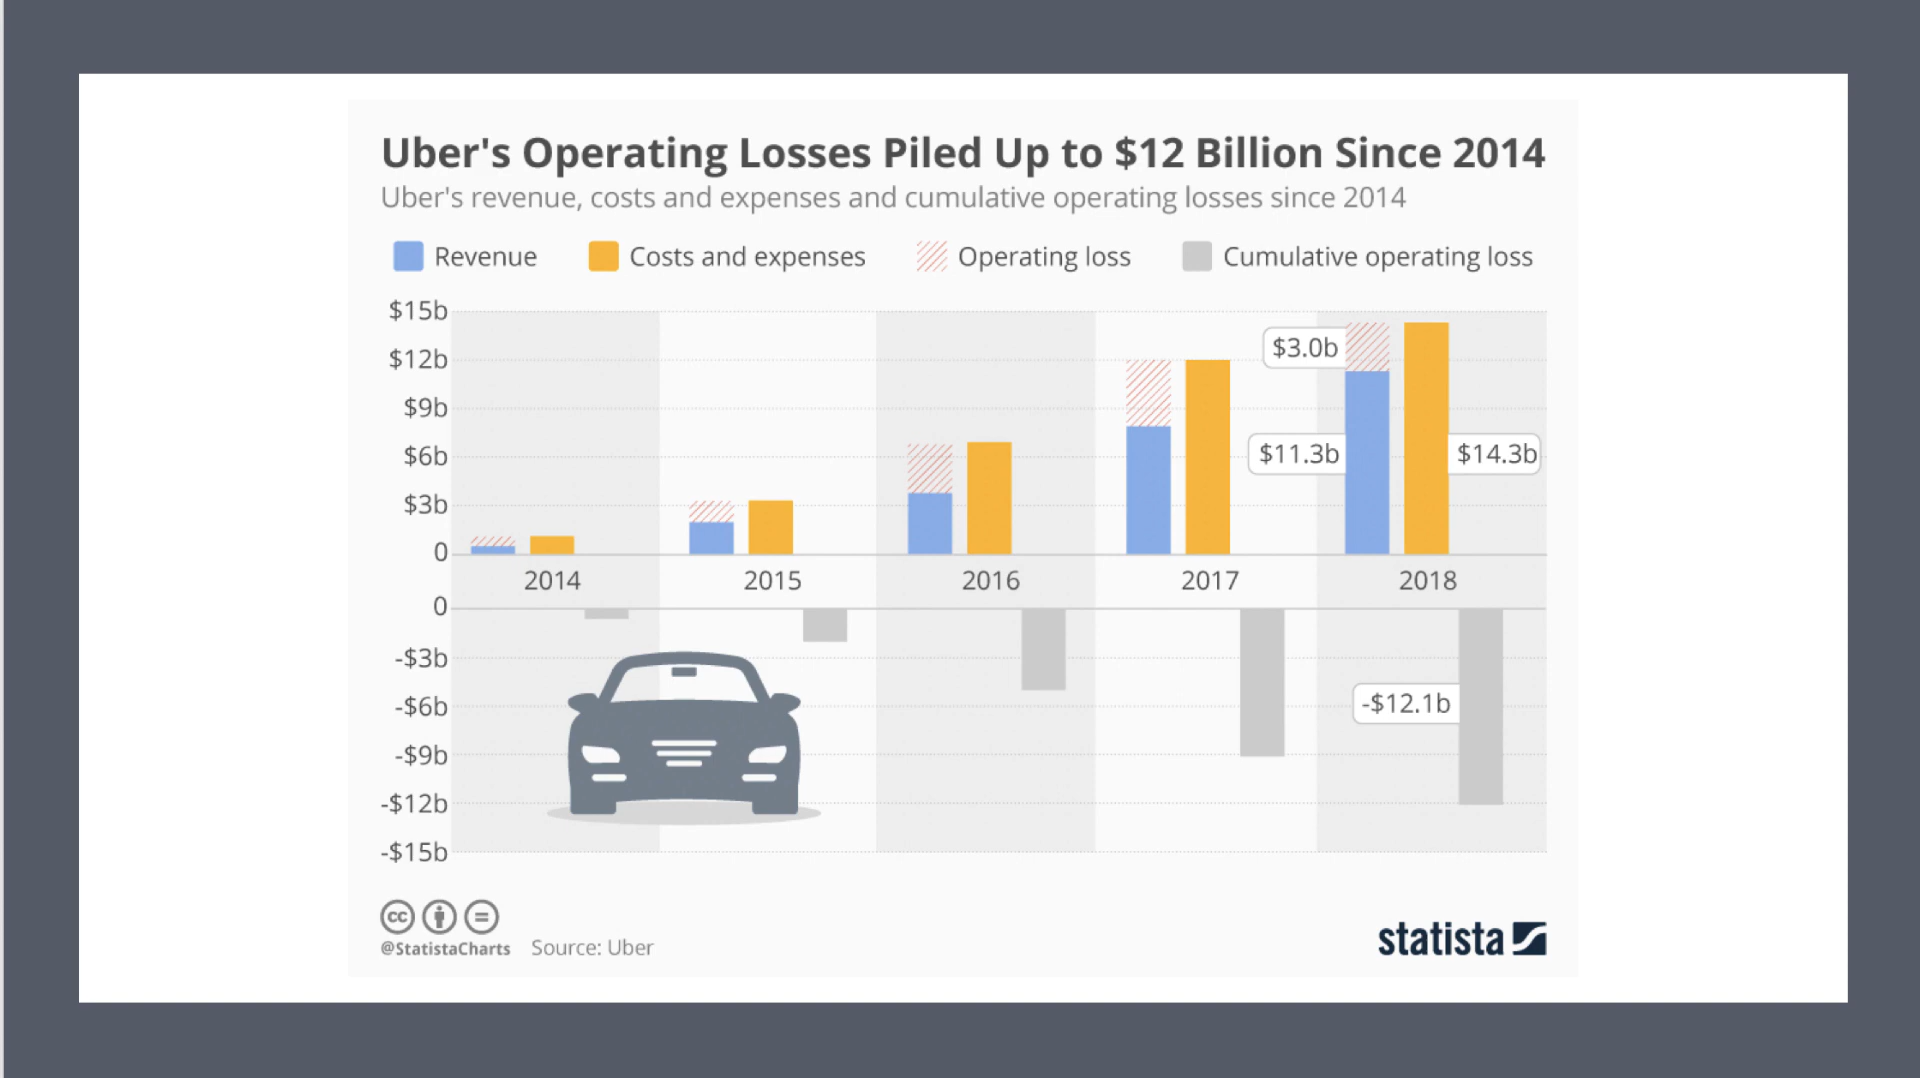 Uber's Operating Losses Piled Up to $12 Billion Since 2014
Uber's revenue, costs and expenses and cumulative operating losses since 2014
Revenue
Costs and expenses
Operating loss
Cumulative operating loss
$15b
$12b
$9b
$6b
$3b
0
$3.0b
$11.3b
$14.3b
2014
2015
2016
2017
2018
0
-$3b
-$6b
-$9b
-$12b
-$15b
-$12.1b
cc
@StatistaCharts
Source: Uber
statista